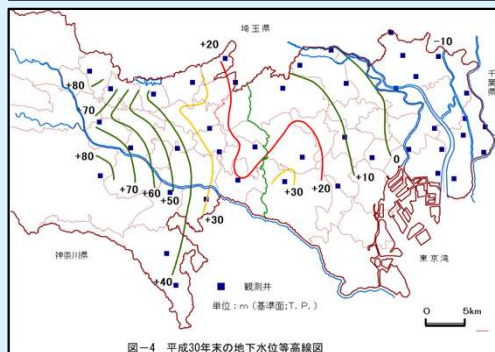 埼玉県
+20
-10
千葉県
+80
70
+80
+70
+60
+50
+30
+30
+20
+10
0
神奈川県
+40
東京湾
観測井
単位：m（基準面;T.P.）
0 5km
図－4 平成30年末の地下水位等高線図